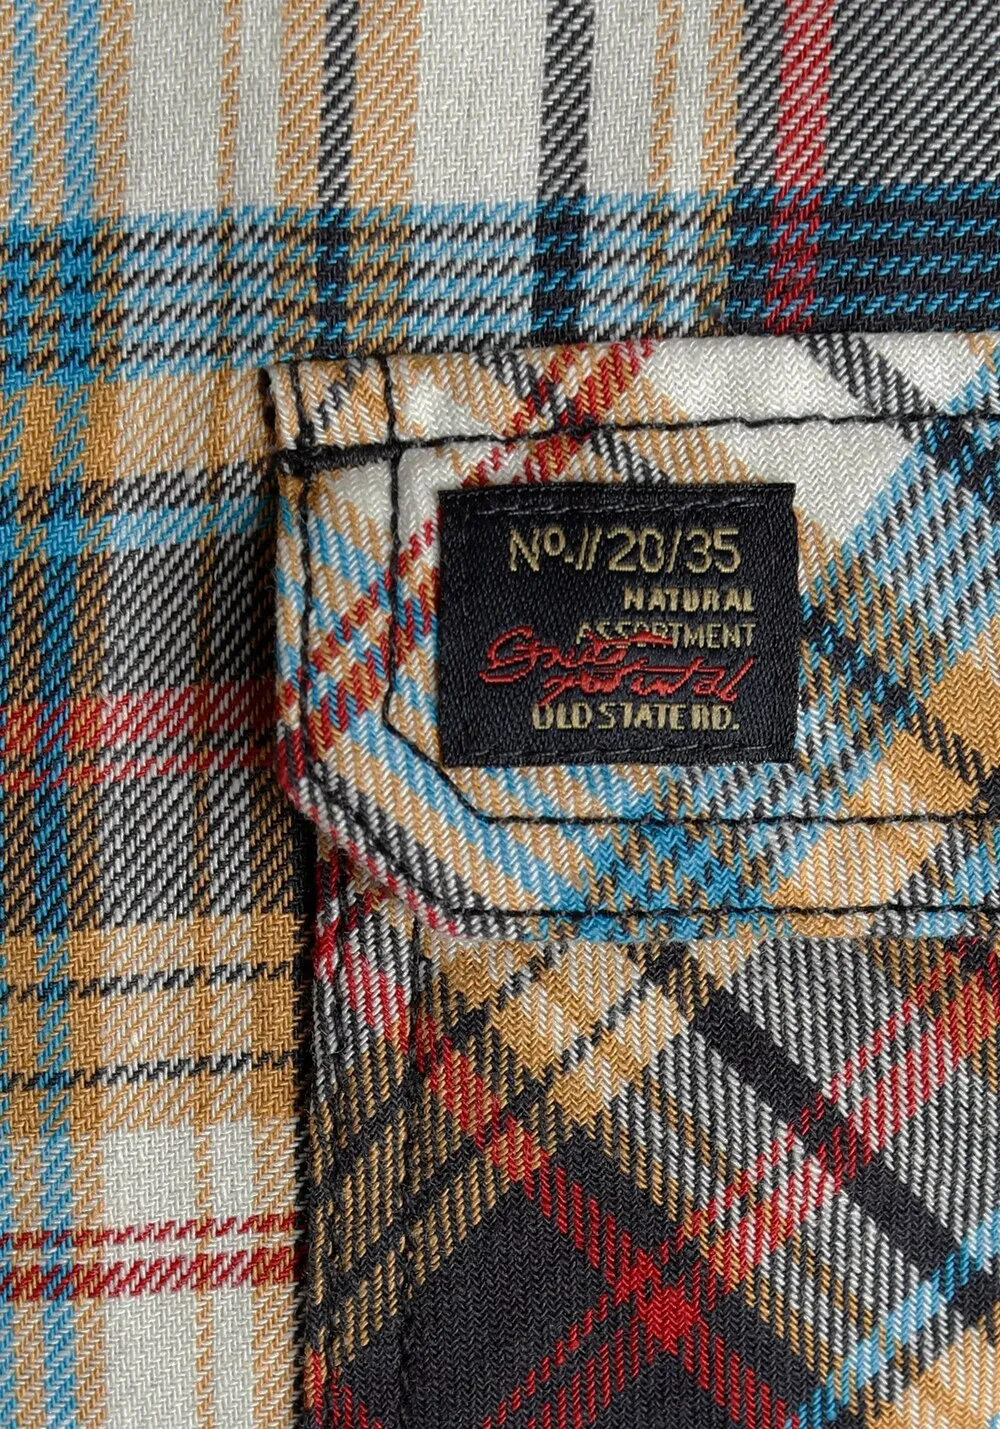 No.//20/35
NATURAL
ASSORTMENT
OLD STATE RD.